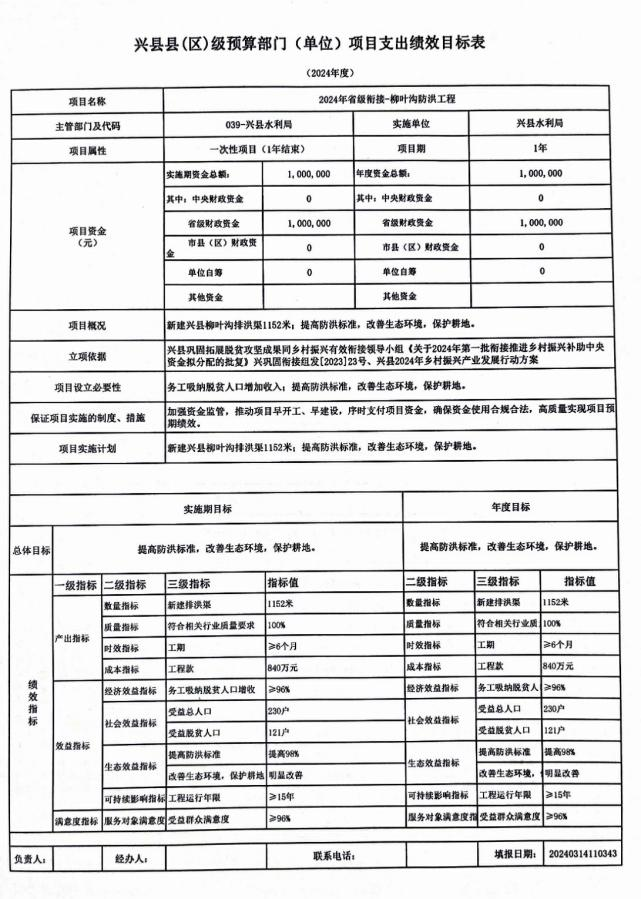 兴县县(区)级预算部门（单位）项目支出绩效目标表
（2024年度）
项目名称 2024年省级衔接-柳叶沟防洪工程
主管部门及代码 039-兴县水利局 实施单位 兴县水利局
项目属性 一次性项目（1年结束） 项目期 1年
项目资金
（元）
实施期资金总额： 1,000,000 年度资金总额： 1,000,000
其中：中央财政资金 0 其中：中央财政资金 0
省级财政资金 1,000,000 省级财政资金 1,000,000
市县（区）财政资金 0 市县（区）财政资金 0
单位自筹 0 单位自筹 0
其他资金 其他资金
项目概况 新建兴县柳叶沟排洪渠1152米；提高防洪标准，改善生态环境，保护耕地。
立项依据 兴县巩固拓展脱贫攻坚成果同乡村振兴有效衔接领导小组《关于2024年第一批衔接推进乡村振兴补助中央
资金拟分配的批复》兴巩固衔接组发[2023]23号、兴县2024年乡村振兴产业发展行动方案
项目设立必要性 务工吸纳脱贫人口增加收入；提高防洪标准，改善生态环境，保护耕地。
保证项目实施的制度、措施 加强资金监管，推动项目早开工、早建设，序时支付项目资金，确保资金使用合规合法，高质量实现项目预
期绩效。
项目实施计划 新建兴县柳叶沟排洪渠1152米；提高防洪标准，改善生态环境，保护耕地。
实施期目标 年度目标
总体目标 提高防洪标准，改善生态环境，保护耕地。 提高防洪标准，改善生态环境，保护耕地。
绩效指标
一级指标 二级指标 三级指标 指标值 二级指标 三级指标 指标值
产出指标 数量指标 新建排洪渠 1152米 数量指标 新建排洪渠 1152米
质量指标 符合相关行业质量要求 100% 质量指标 符合相关行业质 100%
时效指标 工期 ≥6个月 时效指标 工期 ≥6个月
成本指标 工程款 840万元 成本指标 工程款 840万元
效益指标 经济效益指标 务工吸纳脱贫人口增收 ≥96% 经济效益指标 务工吸纳脱贫人 ≥96%
社会效益指标 受益总人口 230户 社会效益指标 受益总人口 230户
受益脱贫人口 121户 受益脱贫人口 121户
生态效益指标 提高防洪标准 提高98% 生态效益指标 提高防洪标准 提高98%
改善生态环境，保护耕地 明显改善 改善生态环境， 明显改善
可持续影响指标 工程运行年限 ≥15年 可持续影响指标 工程运行年限 ≥15年
满意度指标 服务对象满意度 受益群众满意度 ≥96% 服务对象满意度指 受益群众满意度 ≥96%
负责人： 经办人： 联系电话： 填报日期： 20240314110343